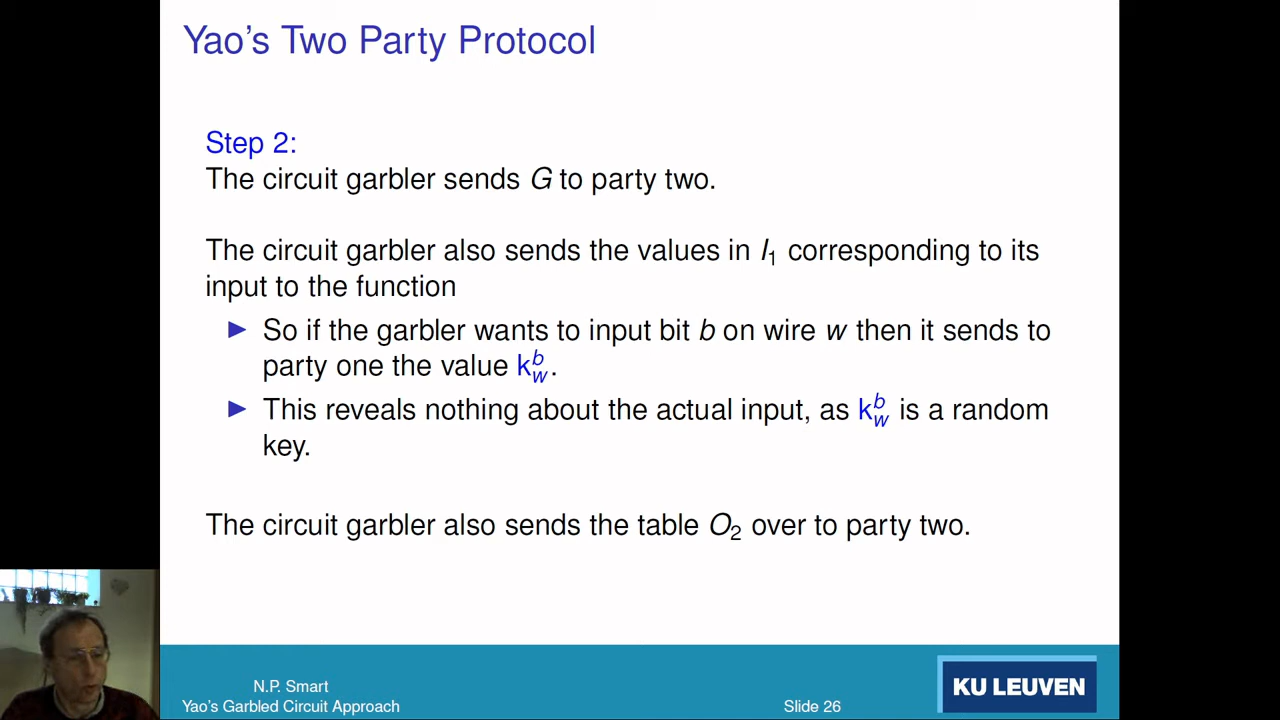 Yao's Two Party Protocol
Step 2:
The circuit garbler sends G to party two.
The circuit garbler also sends the values in I₁ corresponding to its
input to the function
▶ So if the garbler wants to input bit b on wire w then it sends to
party one the value k_w^b.
▶ This reveals nothing about the actual input, as k_w^b is a random
key.
The circuit garbler also sends the table O₂ over to party two.
N.P. Smart
Yao's Garbled Circuit Approach
Slide 26
KU LEUVEN